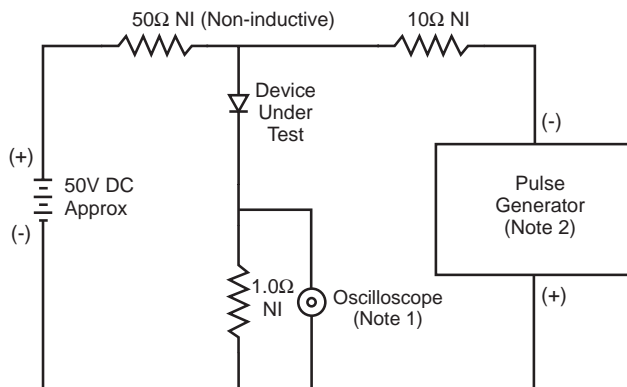 50Ω NI (Non-inductive)
10Ω NI
Device
Under
Test
(+)
50V DC
Approx
(-)
(-)
Pulse
Generator
(Note 2)
(+)
1.0Ω
NI
Oscilloscope
(Note 1)